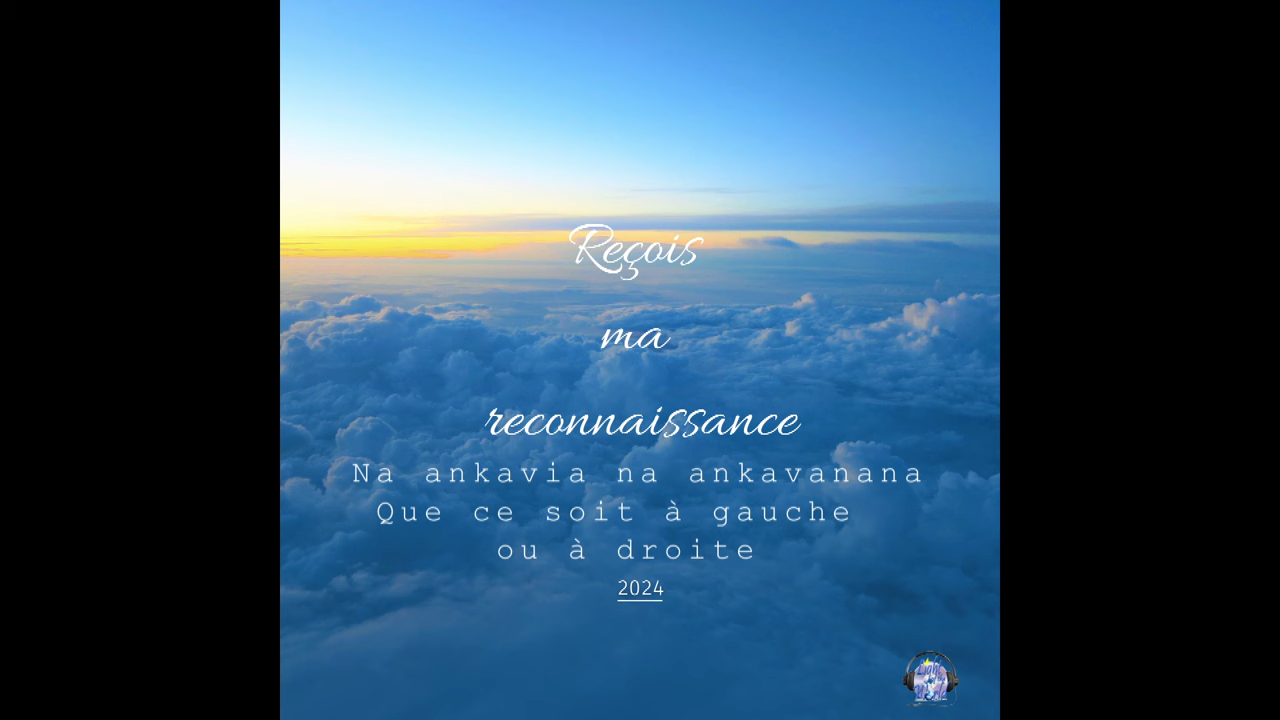 Reçois
ma
reconnaissance
Na ankavia na ankavanana
Que ce soit à gauche
ou à droite
2024